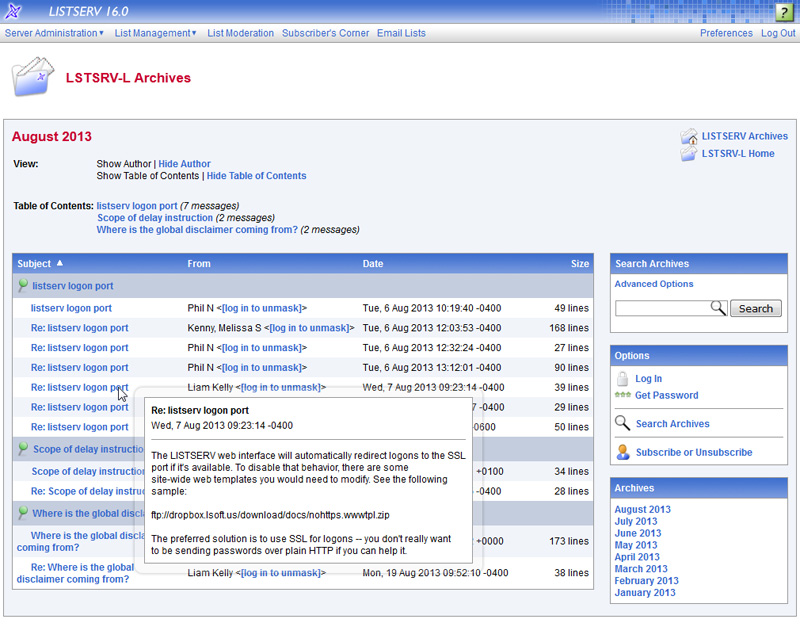 LISTSERV 16.0
?
Server Administration▼ List Management▼ List Moderation Subscriber's Corner Email Lists Preferences Log Out
LSTSRV-L Archives
August 2013
LISTSERV Archives
LSTSRV-L Home
View: Show Author | Hide Author
Show Table of Contents | Hide Table of Contents
Table of Contents: listserv logon port (7 messages)
Scope of delay instruction (2 messages)
Where is the global disclaimer coming from? (2 messages)
Subject ▲ From Date Size
listserv logon port
listserv logon port Phil N <[log in to unmask]> Tue, 6 Aug 2013 10:19:40 -0400 49 lines
Re: listserv logon port Kenny, Melissa S <[log in to unmask]> Tue, 6 Aug 2013 12:03:53 -0400 168 lines
Re: listserv logon port Phil N <[log in to unmask]> Tue, 6 Aug 2013 12:32:24 -0400 27 lines
Re: listserv logon port Phil N <[log in to unmask]> Tue, 6 Aug 2013 13:12:01 -0400 90 lines
Re: listserv logon port Liam Kelly <[log in to unmask]> Wed, 7 Aug 2013 09:23:14 -0400 39 lines
Re: listserv logon port 7 -0400 29 lines
Re: listserv logon port -0600 50 lines
Scope of delay instructio
Scope of delay instructio +0100 34 lines
Re: Scope of delay instru -0400 28 lines
Where is the global discla
Where is the global discla +0000 173 lines
coming from?
Re: Where is the global Liam Kelly <[log in to unmask]> Mon, 19 Aug 2013 09:52:10 -0400 38 lines
disclaimer coming from?
Re: listserv logon port
Wed, 7 Aug 2013 09:23:14 -0400
The LISTSERV web interface will automatically redirect logons to the SSL
port if it's available. To disable that behavior, there are some
site-wide web templates you would need to modify. See the following
sample:
ftp://dropbox.lsoft.us/download/docs/nohttps.wwwtpl.zip
The preferred solution is to use SSL for logons -- you don't really want
to be sending passwords over plain HTTP if you can help it.
Search Archives
Advanced Options
Search
Options
Log In
Get Password
Search Archives
Subscribe or Unsubscribe
Archives
August 2013
July 2013
June 2013
May 2013
April 2013
March 2013
February 2013
January 2013